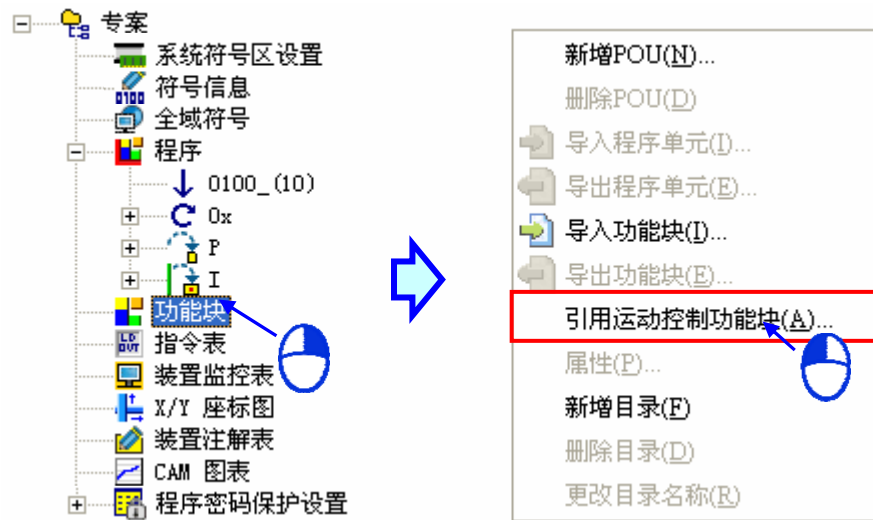 专案
系统符号区设置
符号信息
全域符号
程序
0100_(10)
Ox
P
I
功能块
指令表
装置监控表
X/Y 座标图
装置注解表
CAM 图表
程序密码保护设置
新增POU(N)...
删除POU(D)
导入程序单元(I)...
导出程序单元(E)...
导入功能块(I)...
导出功能块(E)...
引用运动控制功能块(A)...
属性(P)...
新增目录(F)
删除目录(D)
更改目录名称(R)